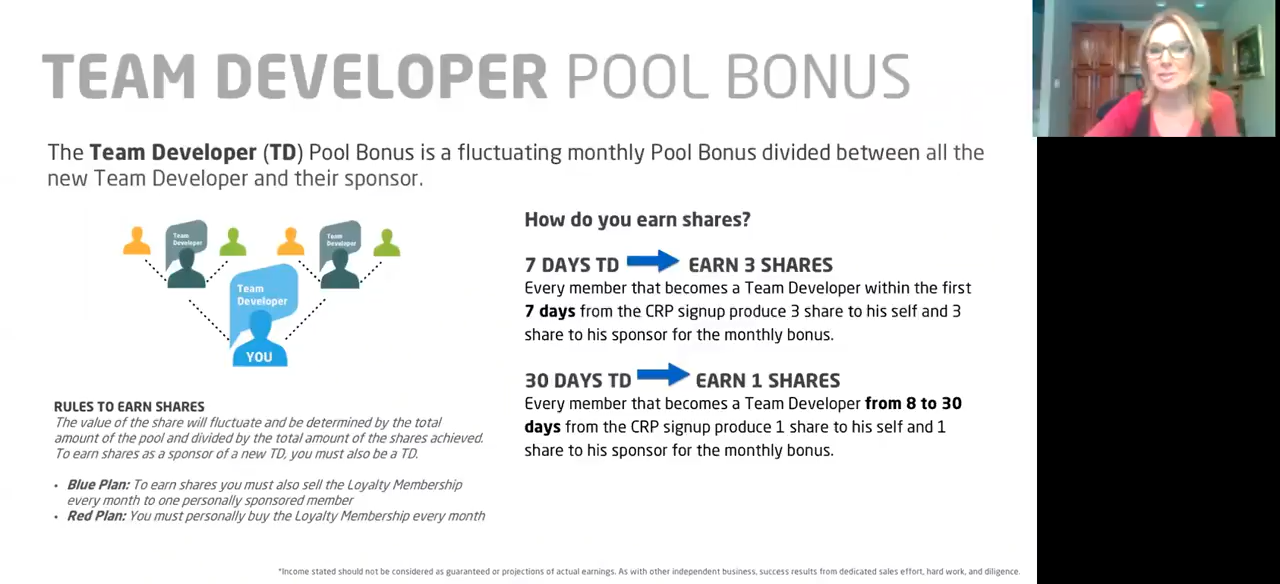 TEAM DEVELOPER POOL BONUS
The Team Developer (TD) Pool Bonus is a fluctuating monthly Pool Bonus divided between all the
new Team Developer and their sponsor.
Team
Developer
Team
Developer
Team
Developer
YOU
How do you earn shares?
7 DAYS TD EARN 3 SHARES
Every member that becomes a Team Developer within the first
7 days from the CRP signup produce 3 share to his self and 3
share to his sponsor for the monthly bonus.
30 DAYS TD EARN 1 SHARES
Every member that becomes a Team Developer from 8 to 30
days from the CRP signup produce 1 share to his self and 1
share to his sponsor for the monthly bonus.
RULES TO EARN SHARES
The value of the share will fluctuate and be determined by the total
amount of the pool and divided by the total amount of the shares achieved.
To earn shares as a sponsor of a new TD, you must also be a TD.
• Blue Plan: To earn shares you must also sell the Loyalty Membership
every month to one personally sponsored member
• Red Plan: You must personally buy the Loyalty Membership every month
*Income stated should not be considered as guaranteed or projections of actual earnings. As with other independent business, success results from dedicated sales effort, hard work, and diligence.